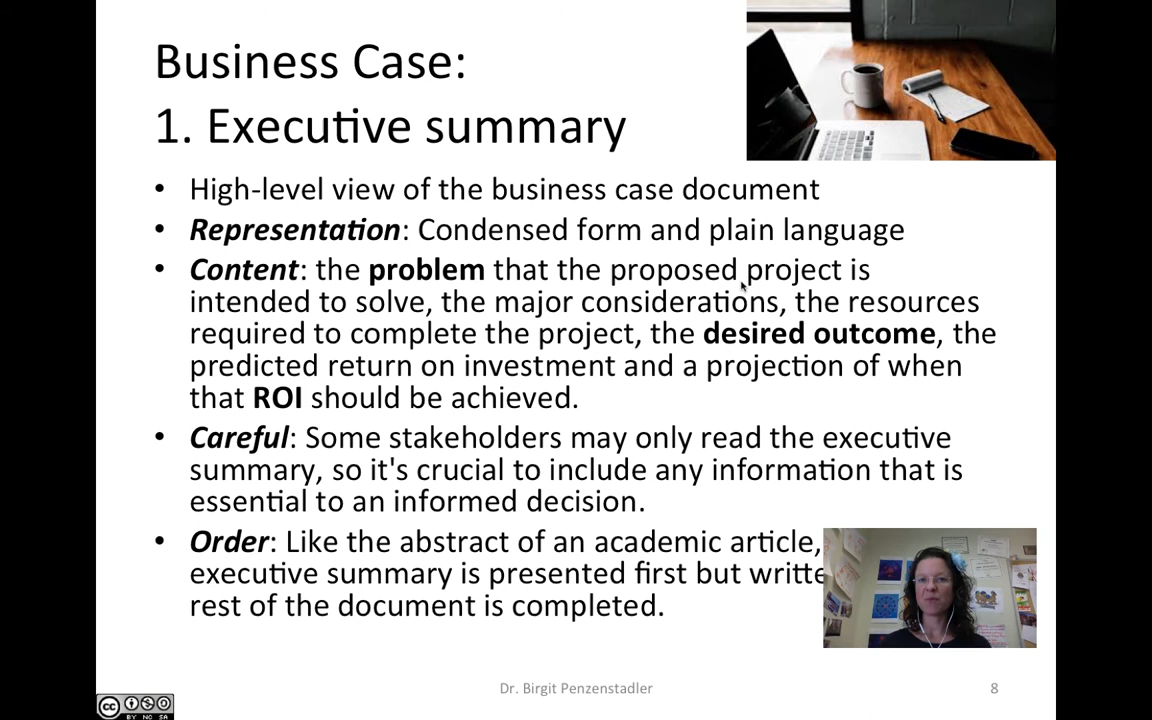 Business Case:
1. Executive summary
• High-level view of the business case document
• Representation: Condensed form and plain language
• Content: the problem that the proposed project is
intended to solve, the major considerations, the resources
required to complete the project, the desired outcome, the
predicted return on investment and a projection of when
that ROI should be achieved.
• Careful: Some stakeholders may only read the executive
summary, so it's crucial to include any information that is
essential to an informed decision.
• Order: Like the abstract of an academic article,
executive summary is presented first but writte
rest of the document is completed.
Dr. Birgit Penzenstadler
8
cc
BY NC SA